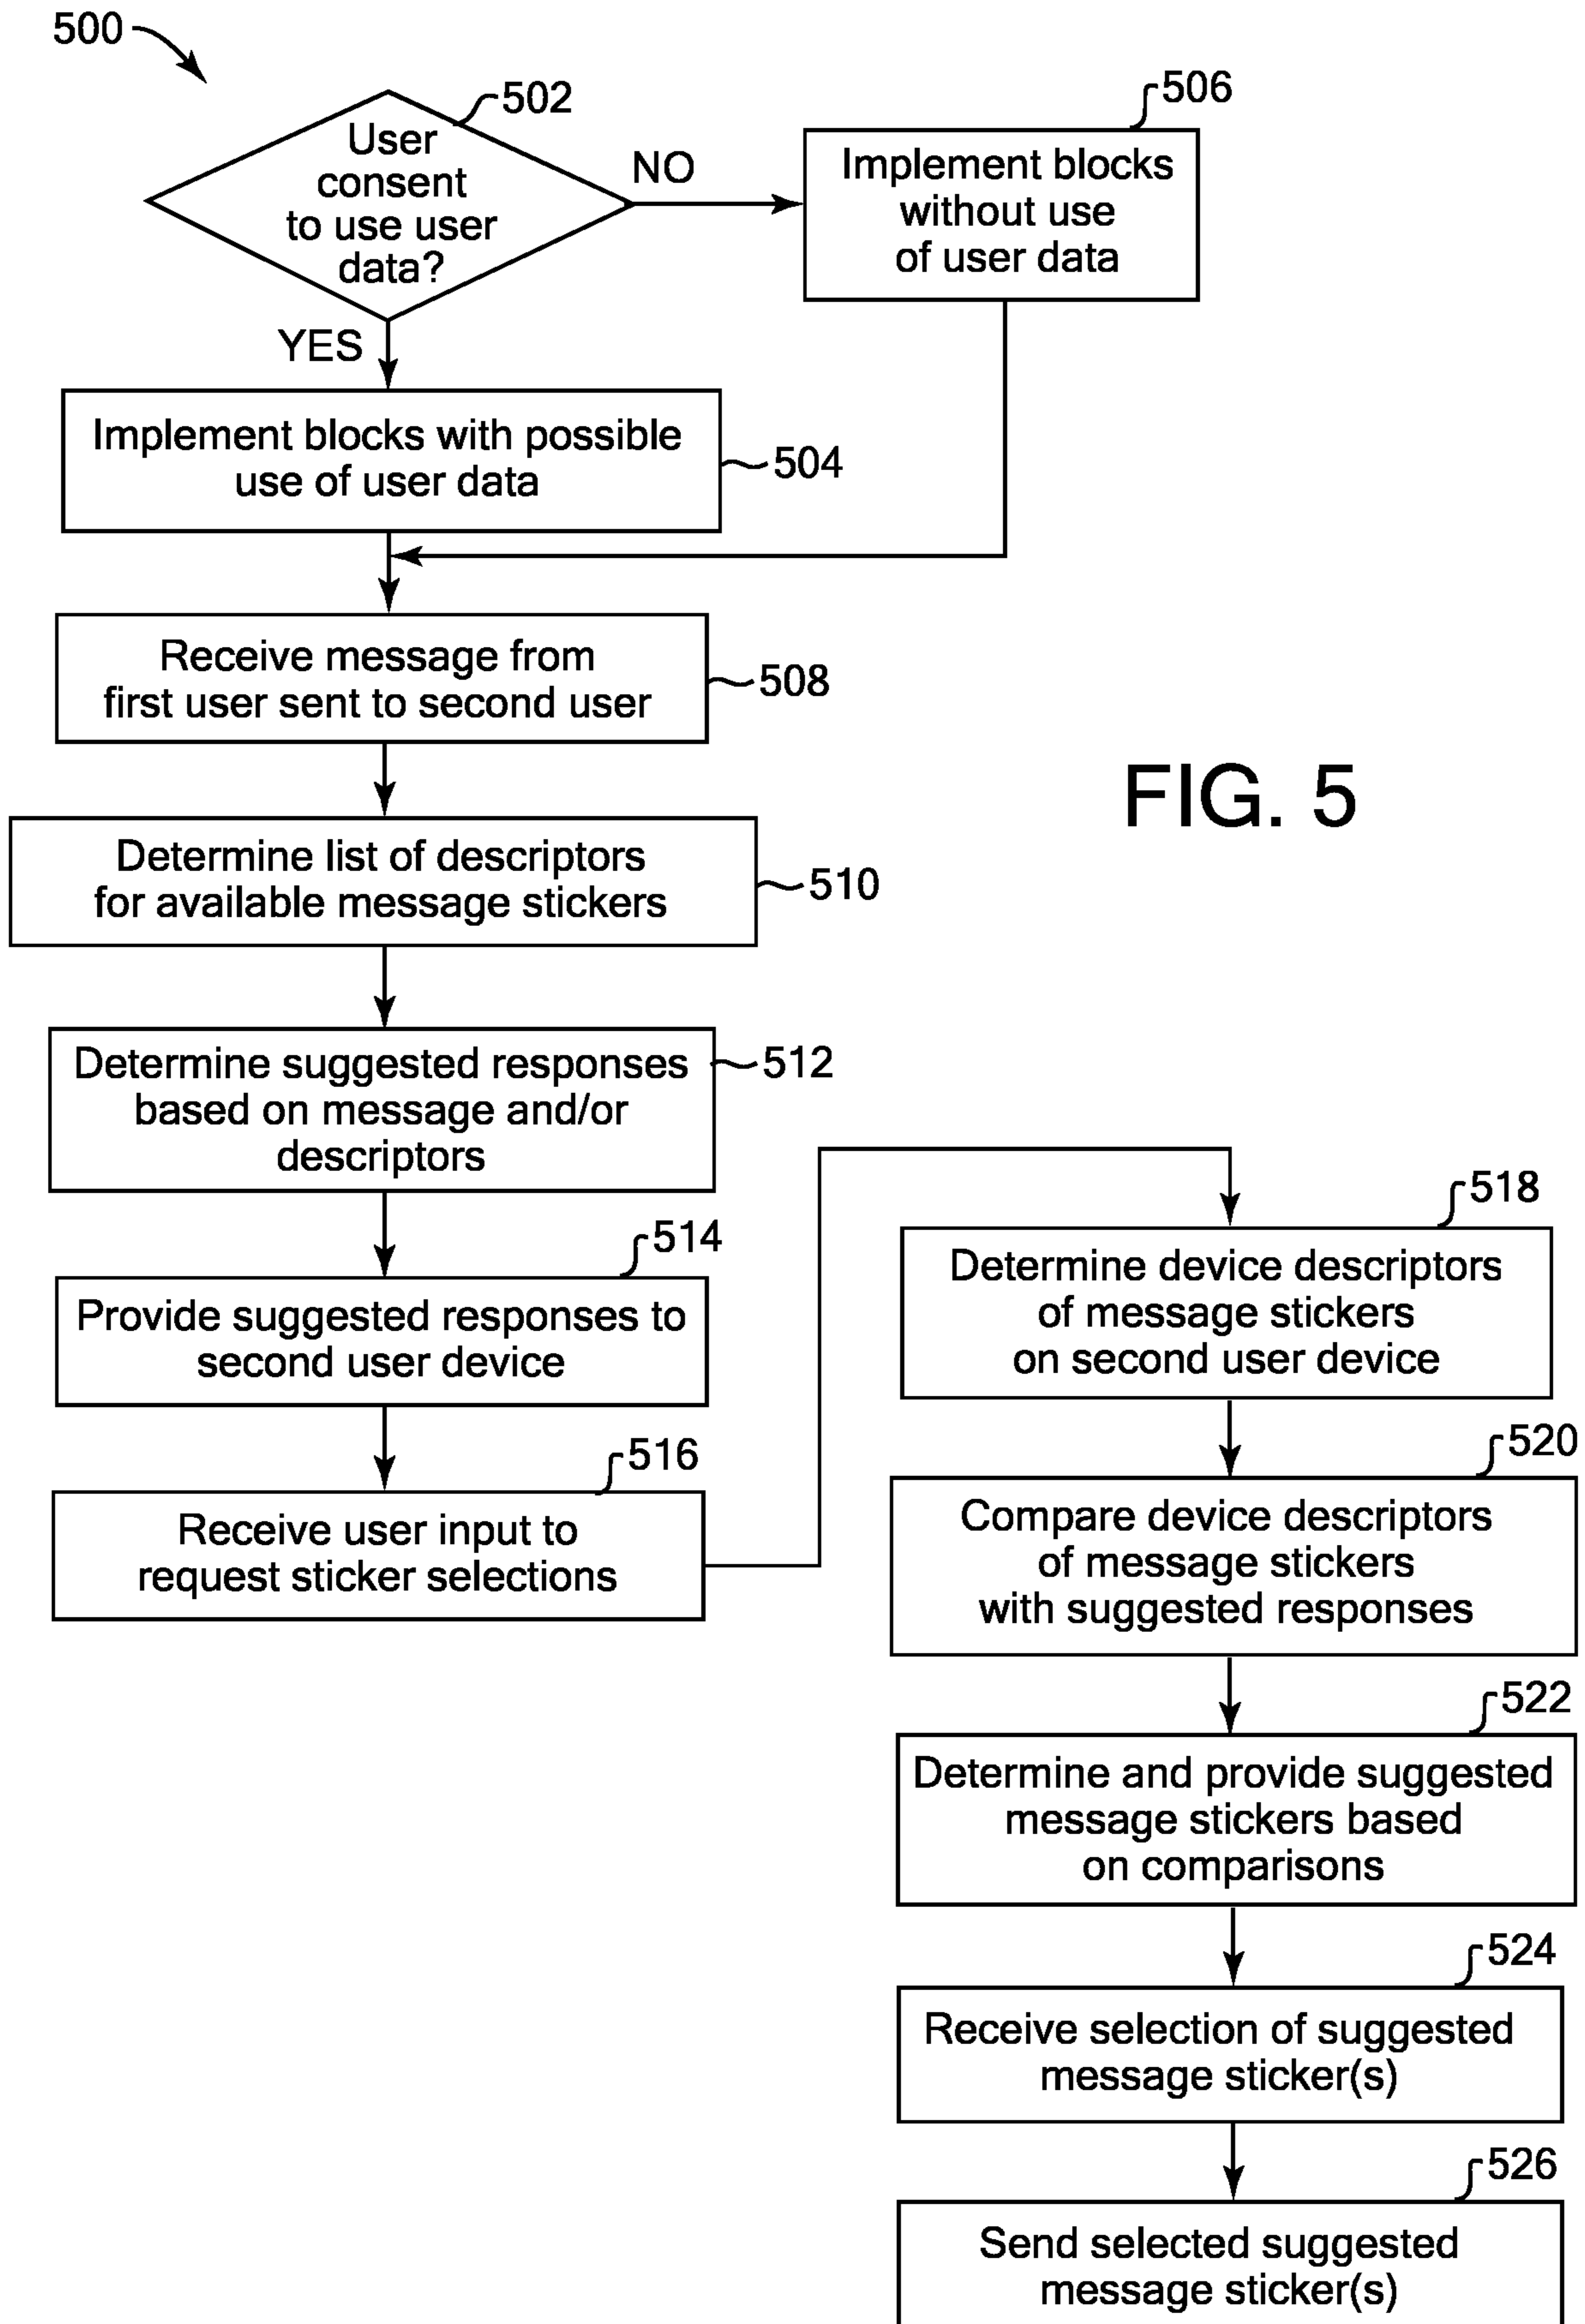 500
502
User
consent
to use user
data?
NO
506
Implement blocks
without use
of user data
YES
Implement blocks with possible
use of user data
504
Receive message from
first user sent to second user
508
FIG. 5
Determine list of descriptors
for available message stickers
510
Determine suggested responses
based on message and/or
descriptors
512
514
Provide suggested responses to
second user device
516
Receive user input to
request sticker selections
518
Determine device descriptors
of message stickers
on second user device
520
Compare device descriptors
of message stickers
with suggested responses
522
Determine and provide suggested
message stickers based
on comparisons
524
Receive selection of suggested
message sticker(s)
526
Send selected suggested
message sticker(s)